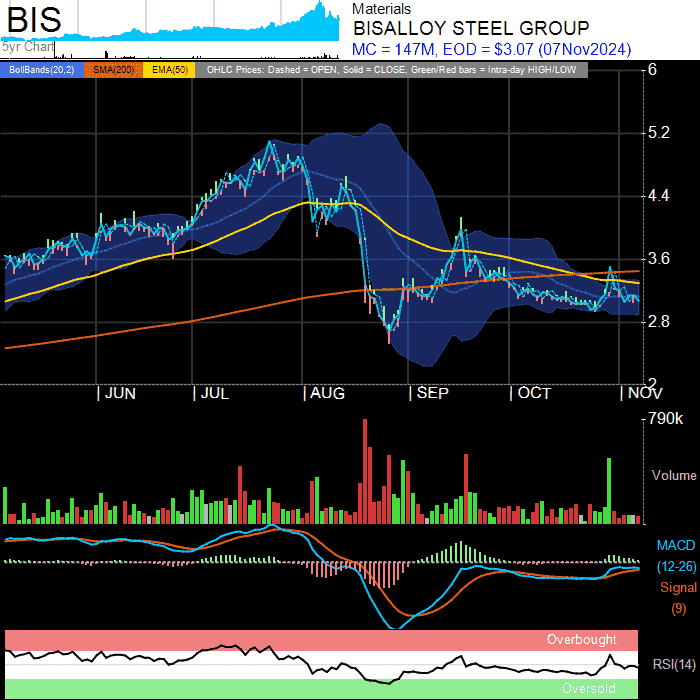 BIS
5yr Chart
Materials
BISALLOY STEEL GROUP
MC = 147M, EOD = $3.07 (07Nov2024)
BollBands(20,2) SMA(200) EMA(50) OHLC Prices: Dashed = OPEN, Solid = CLOSE, Green/Red bars = Intra-day HIGH/LOW
6
5.2
4.4
3.6
2.8
2
JUN JUL AUG SEP OCT NOV
790k
Volume
MACD
(12-26)
Signal
(9)
Overbought
RSI(14)
Oversold